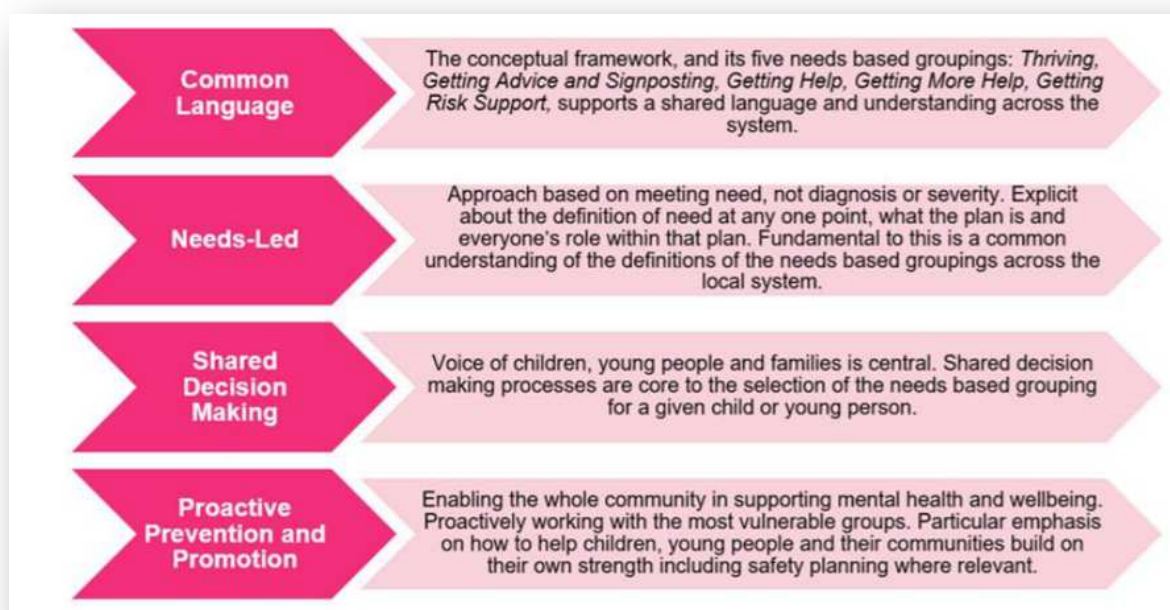 Common
Language
The conceptual framework, and its five needs based groupings: Thriving,
Getting Advice and Signposting, Getting Help, Getting More Help, Getting
Risk Support, supports a shared language and understanding across the
system.
Needs-Led
Approach based on meeting need, not diagnosis or severity. Explicit
about the definition of need at any one point, what the plan is and
everyone's role within that plan. Fundamental to this is a common
understanding of the definitions of the needs based groupings across the
local system.
Shared
Decision
Making
Voice of children, young people and families is central. Shared decision
making processes are core to the selection of the needs based grouping
for a given child or young person.
Proactive
Prevention and
Promotion
Enabling the whole community in supporting mental health and wellbeing.
Proactively working with the most vulnerable groups. Particular emphasis
on how to help children, young people and their communities build on
their own strength including safety planning where relevant.